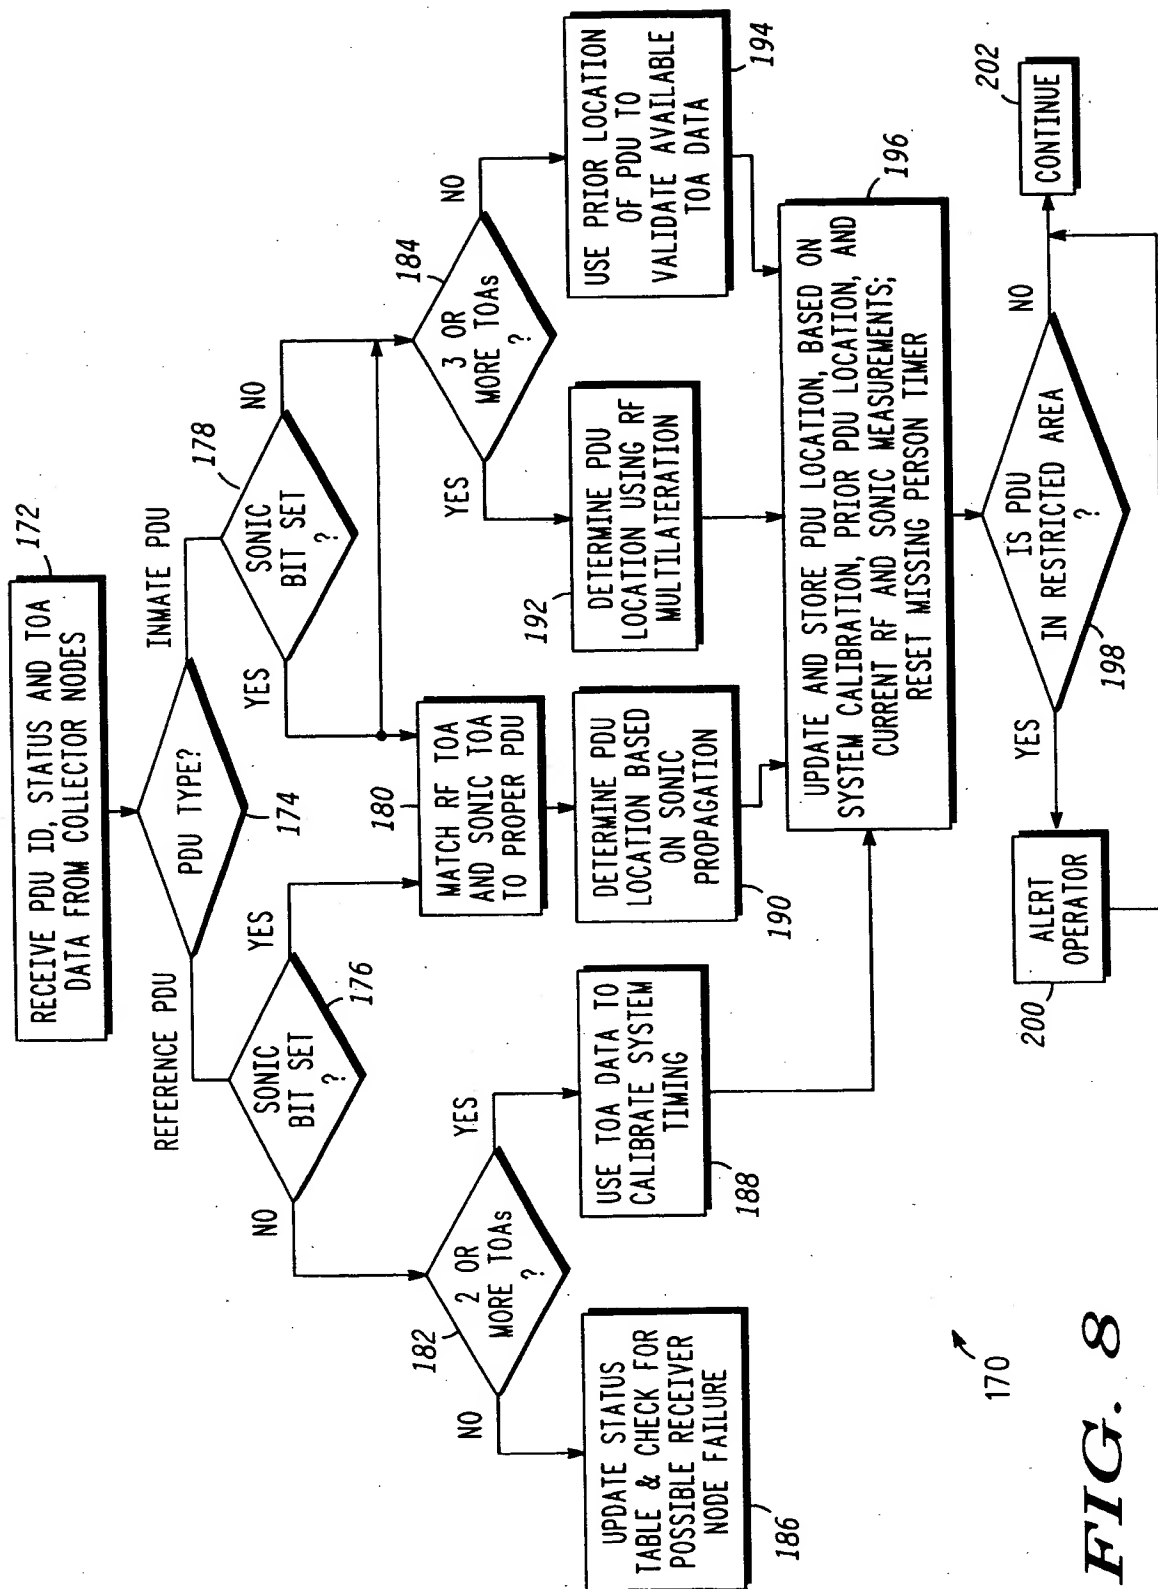 RECEIVE PDU ID, STATUS AND TOA
DATA FROM COLLECTOR NODES
172
PDU TYPE?
174
REFERENCE PDU
INMATE PDU
SONIC
BIT SET
?
176
NO
YES
SONIC
BIT SET
?
178
YES
NO
2 OR
MORE TOAs
?
182
NO
YES
MATCH RF TOA
AND SONIC TOA
TO PROPER PDU
180
3 OR
MORE TOAs
?
184
YES
NO
UPDATE STATUS
TABLE & CHECK FOR
POSSIBLE RECEIVER
NODE FAILURE
186
USE TOA DATA TO
CALIBRATE SYSTEM
TIMING
188
DETERMINE PDU
LOCATION BASED
ON SONIC
PROPAGATION
190
DETERMINE PDU
LOCATION USING RF
MULTILATERATION
192
USE PRIOR LOCATION
OF PDU TO
VALIDATE AVAILABLE
TOA DATA
194
UPDATE AND STORE PDU LOCATION, BASED ON
SYSTEM CALIBRATION, PRIOR PDU LOCATION, AND
CURRENT RF AND SONIC MEASUREMENTS;
RESET MISSING PERSON TIMER
196
IS PDU
IN RESTRICTED AREA
?
198
YES
NO
ALERT
OPERATOR
200
CONTINUE
202
170
FIG. 8